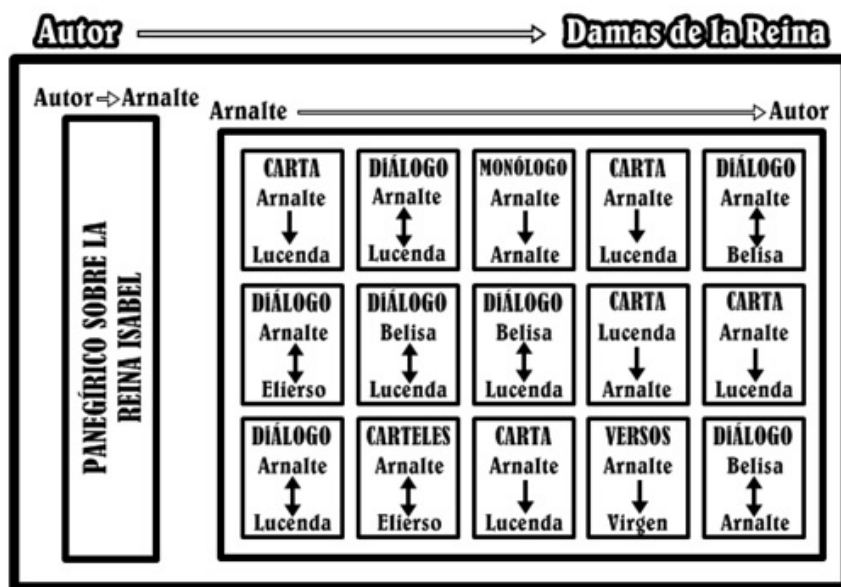 Autor Damas de la Reina
Autor Arnalte
Arnalte Autor
PANEGÍRICO SOBRE LA
REINA ISABEL
CARTA
Arnalte
Lucenda
DIÁLOGO
Arnalte
Lucenda
MONÓLOGO
Arnalte
Arnalte
CARTA
Arnalte
Lucenda
DIÁLOGO
Arnalte
Belisa
DIÁLOGO
Arnalte
Elierso
DIÁLOGO
Belisa
Lucenda
DIÁLOGO
Belisa
Lucenda
CARTA
Lucenda
Arnalte
CARTA
Arnalte
Lucenda
DIÁLOGO
Arnalte
Lucenda
CARTELES
Arnalte
Elierso
CARTA
Arnalte
Lucenda
VERSOS
Arnalte
Virgen
DIÁLOGO
Belisa
Arnalte